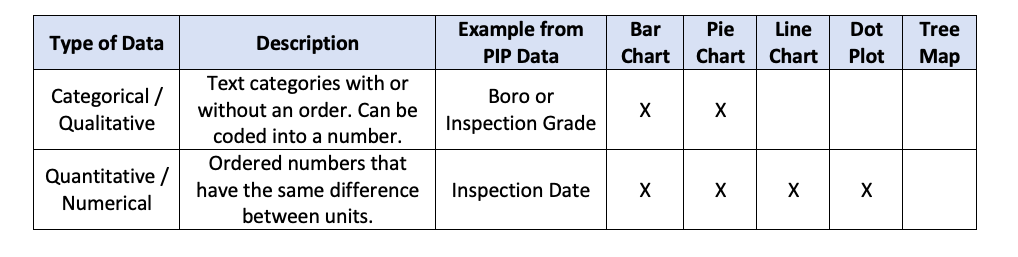 Type of Data Description Example from PIP Data Bar Chart Pie Chart Line Chart Dot Plot Tree Map
Categorical / Qualitative Text categories with or without an order. Can be coded into a number. Boro or Inspection Grade X X
Quantitative / Numerical Ordered numbers that have the same difference between units. Inspection Date X X X X